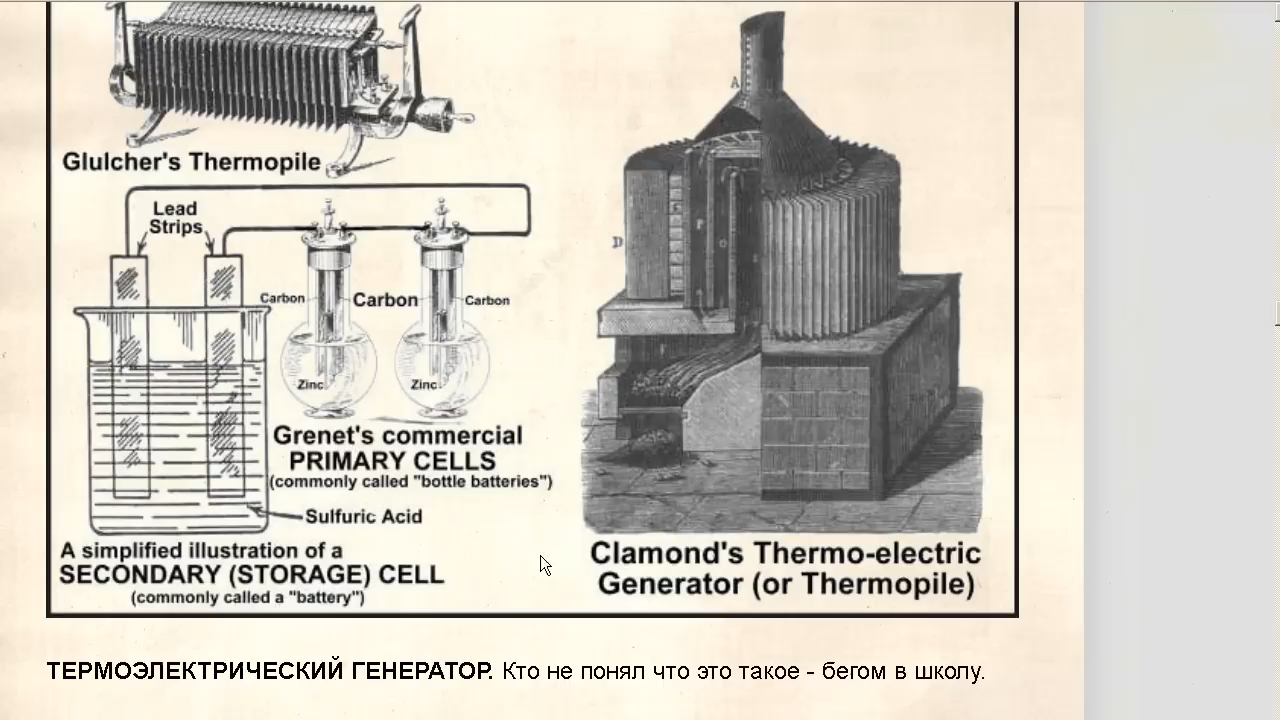 A
Glulcher's Thermopile
Lead
Strips
D
Carbon
Carbon
Carbon
Zinc
Zinc
Grenet's commercial
PRIMARY CELLS
(commonly called "bottle batteries")
Sulfuric Acid
A simplified illustration of a
SECONDARY (STORAGE) CELL
(commonly called a "battery")
Clamond's Thermo-electric
Generator (or Thermopile)
ТЕРМОЭЛЕКТРИЧЕСКИЙ ГЕНЕРАТОР. Кто не понял что это такое - бегом в школу.